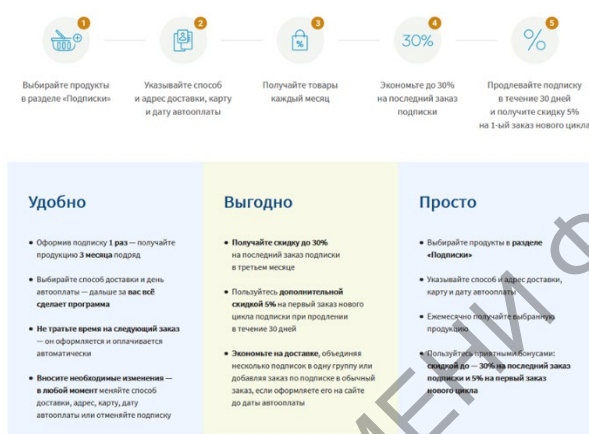 1
2
3
4
5
%
30%
%
Выбирайте продукты
в разделе «Подписки»
Указывайте способ
и адрес доставки, карту
и дату автооплаты
Получайте товары
каждый месяц
Экономьте до 30%
на последний заказ
подписки
Продлевайте подписку
в течение 30 дней
и получите скидку 5%
на 1-ый заказ нового цикла
Удобно
• Оформив подписку 1 раз — получайте
продукцию 3 месяца подряд
• Выбирайте способ доставки и день
автооплаты — дальше за вас всё
сделает программа
• Не тратьте время на следующий заказ
— он оформляется и оплачивается
автоматически
• Вносите необходимые изменения —
в любой момент меняйте способ
доставки, адрес, карту, дату
автооплаты или отменяйте подписку
Выгодно
• Получайте скидку до 30%
на последний заказ подписки
в третьем месяце
• Пользуйтесь дополнительной
скидкой 5% на первый заказ нового
цикла подписки при продлении
в течение 30 дней
• Экономьте на доставке, объединяя
несколько подписок в одну группу или
добавляя заказ по подписке в обычный
заказ, если оформляете его на сайте
до даты автооплаты
Просто
• Выбирайте продукты в разделе
«Подписки»
• Указывайте способ и адрес доставки,
карту и дату автооплаты
• Ежемесячно получайте выбранную
продукцию
• Пользуйтесь приятными бонусами:
скидкой до — 30% на последний заказ
подписки и 5% на первый заказ
нового цикла
МЕНИ Ф